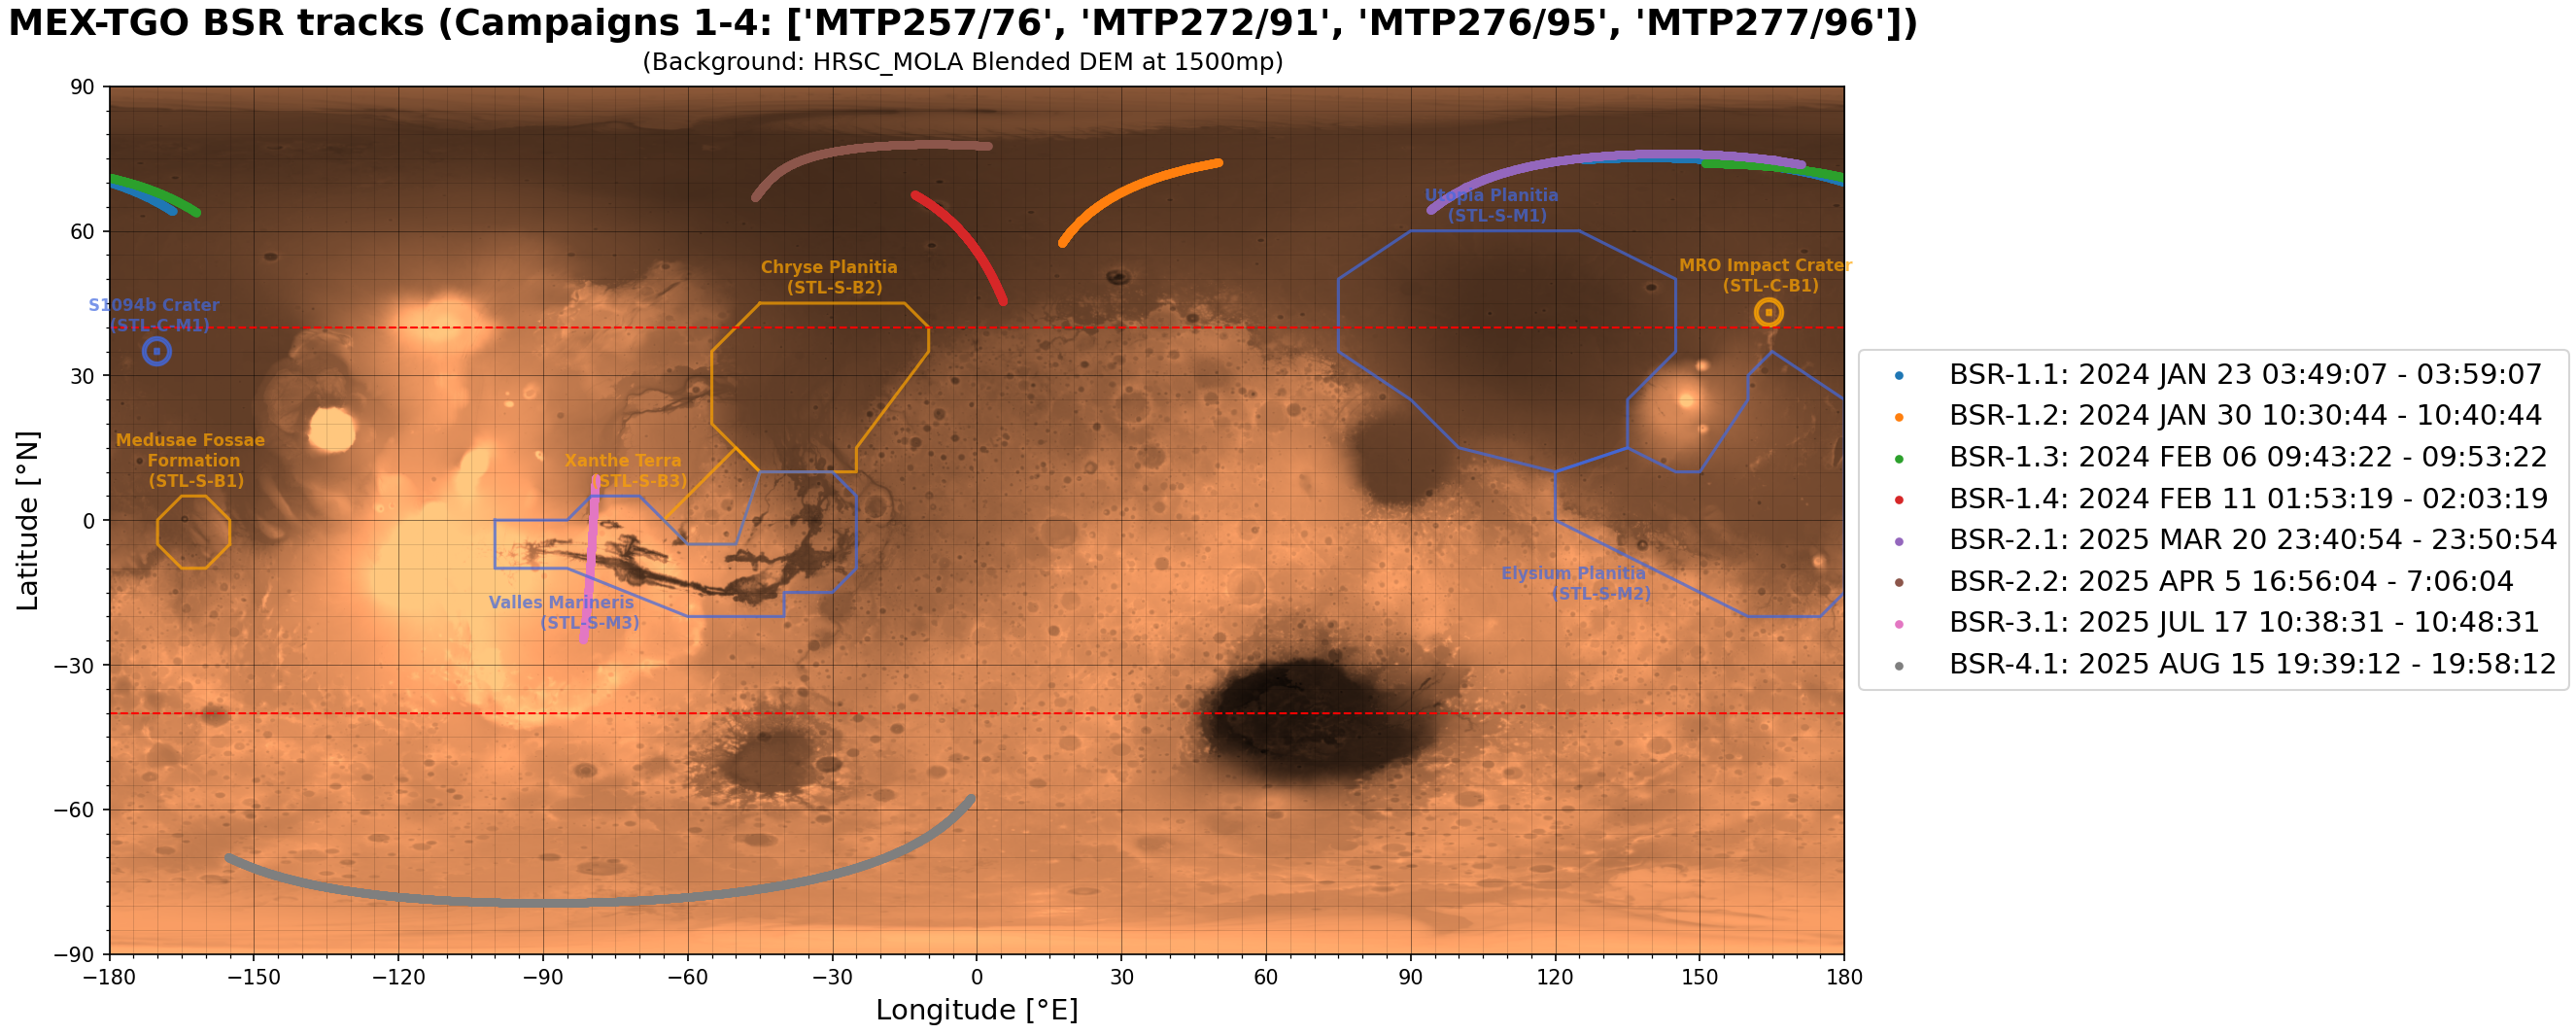 MEX-TGO BSR tracks (Campaigns 1-4: ['MTP257/76', 'MTP272/91', 'MTP276/95', 'MTP277/96'])
(Background: HRSC_MOLA Blended DEM at 1500mp)
90
60
30
0
−30
−60
−90
Latitude [°N]
Utopia Planitia
(STL-S-M1)
Chryse Planitia
(STL-S-B2)
MRO Impact Crater
(STL-C-B1)
S1094b Crater
(STL-C-M1)
Medusae Fossae
Formation
(STL-S-B1)
Xanthe Terra
(STL-S-B3)
Elysium Planitia
(STL-S-M2)
Valles Marineris
(STL-S-M3)
−180
−150
−120
−90
−60
−30
0
30
60
90
120
150
180
Longitude [°E]
BSR-1.1: 2024 JAN 23 03:49:07 - 03:59:07
BSR-1.2: 2024 JAN 30 10:30:44 - 10:40:44
BSR-1.3: 2024 FEB 06 09:43:22 - 09:53:22
BSR-1.4: 2024 FEB 11 01:53:19 - 02:03:19
BSR-2.1: 2025 MAR 20 23:40:54 - 23:50:54
BSR-2.2: 2025 APR 5 16:56:04 - 7:06:04
BSR-3.1: 2025 JUL 17 10:38:31 - 10:48:31
BSR-4.1: 2025 AUG 15 19:39:12 - 19:58:12